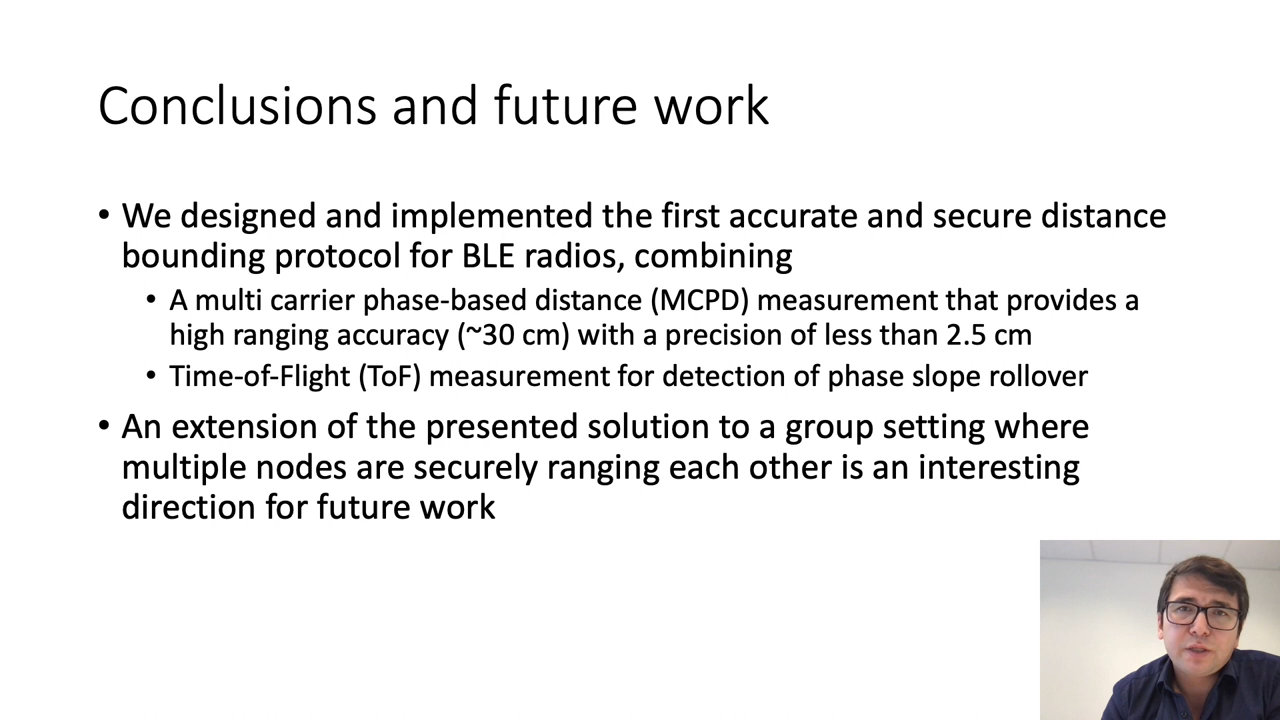 Conclusions and future work
• We designed and implemented the first accurate and secure distance
bounding protocol for BLE radios, combining
• A multi carrier phase-based distance (MCPD) measurement that provides a
high ranging accuracy (~30 cm) with a precision of less than 2.5 cm
• Time-of-Flight (ToF) measurement for detection of phase slope rollover
• An extension of the presented solution to a group setting where
multiple nodes are securely ranging each other is an interesting
direction for future work